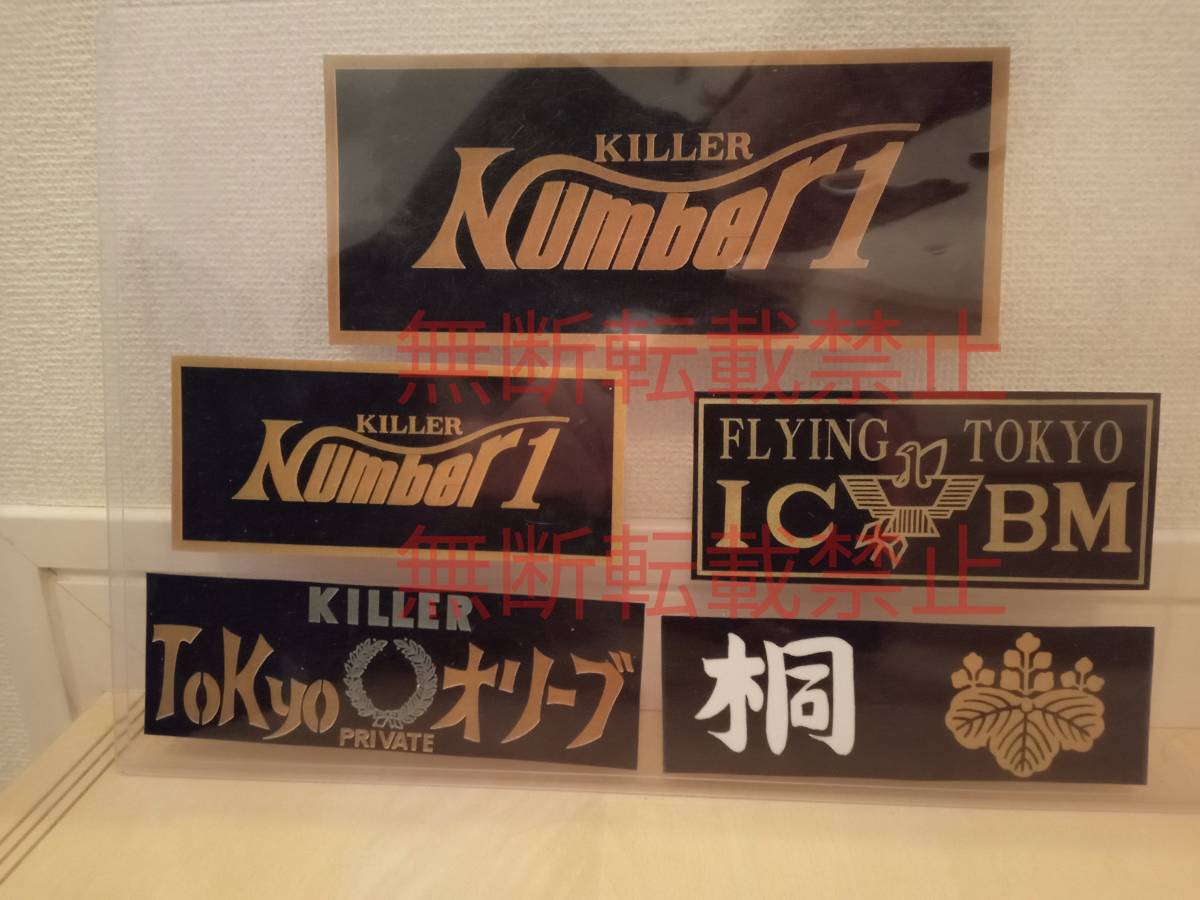 KILLER
Number 1
無断転載禁止
KILLER
Number 1
FLYING TOKYO
IC BM
無断転載禁止
KILLER
ToKyo オリーブ
PRIVATE
桐